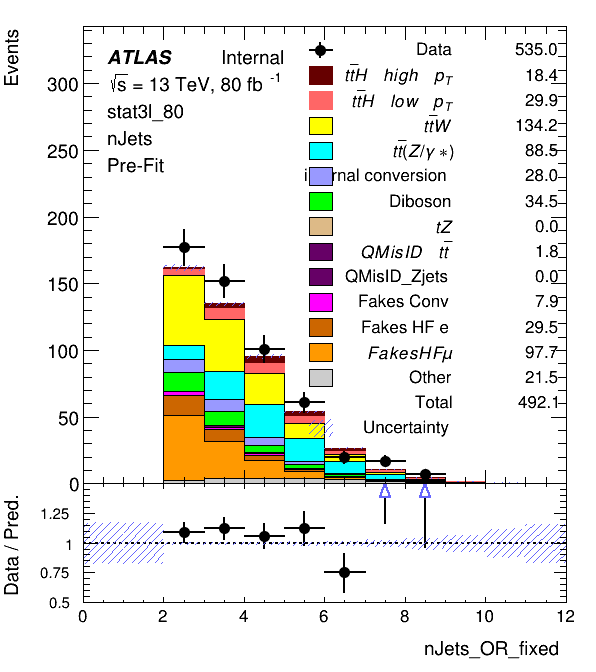 Events
ATLAS Internal
√s = 13 TeV, 80 fb -1
stat3l_80
nJets
Pre-Fit
Data 535.0
tt̄H high pT 18.4
tt̄H low pT 29.9
tt̄W 134.2
tt̄(Z/γ*) 88.5
internal conversion 28.0
Diboson 34.5
tZ 0.0
QMisID tt̄ 1.8
QMisID_Zjets 0.0
Fakes Conv 7.9
Fakes HF e 29.5
FakesHFμ 97.7
Other 21.5
Total 492.1
Uncertainty
300
250
200
150
100
50
0
Data / Pred.
1.25
1
0.75
0.5
0 2 4 6 8 10 12
nJets_OR_fixed